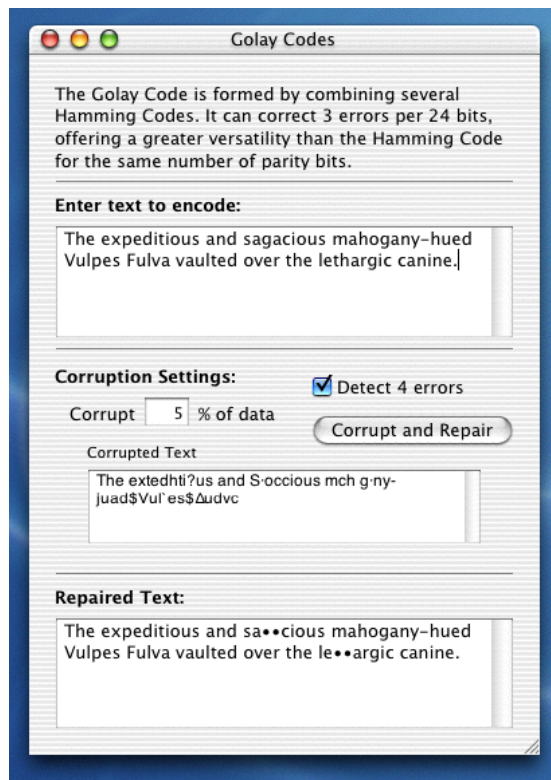 Golay Codes
The Golay Code is formed by combining several
Hamming Codes. It can correct 3 errors per 24 bits,
offering a greater versatility than the Hamming Code
for the same number of parity bits.
Enter text to encode:
The expeditious and sagacious mahogany-hued
Vulpes Fulva vaulted over the lethargic canine.
Corruption Settings:
Detect 4 errors
Corrupt 5 % of data
Corrupt and Repair
Corrupted Text
The extedhti?us and S·occious mch g·ny-
juad$Vul`es$∆udvc
Repaired Text:
The expeditious and sa••cious mahogany-hued
Vulpes Fulva vaulted over the le••argic canine.